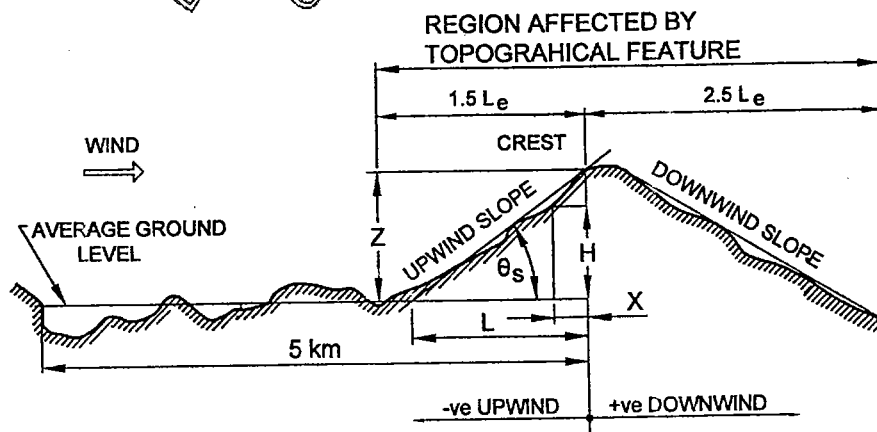 REGION AFFECTED BY
TOPOGRAHICAL FEATURE
1.5 Le
2.5 Le
WIND
CREST
AVERAGE GROUND
LEVEL
Z
UPWIND SLOPE
DOWNWIND SLOPE
θs
H
L
X
5 km
-ve UPWIND
+ve DOWNWIND